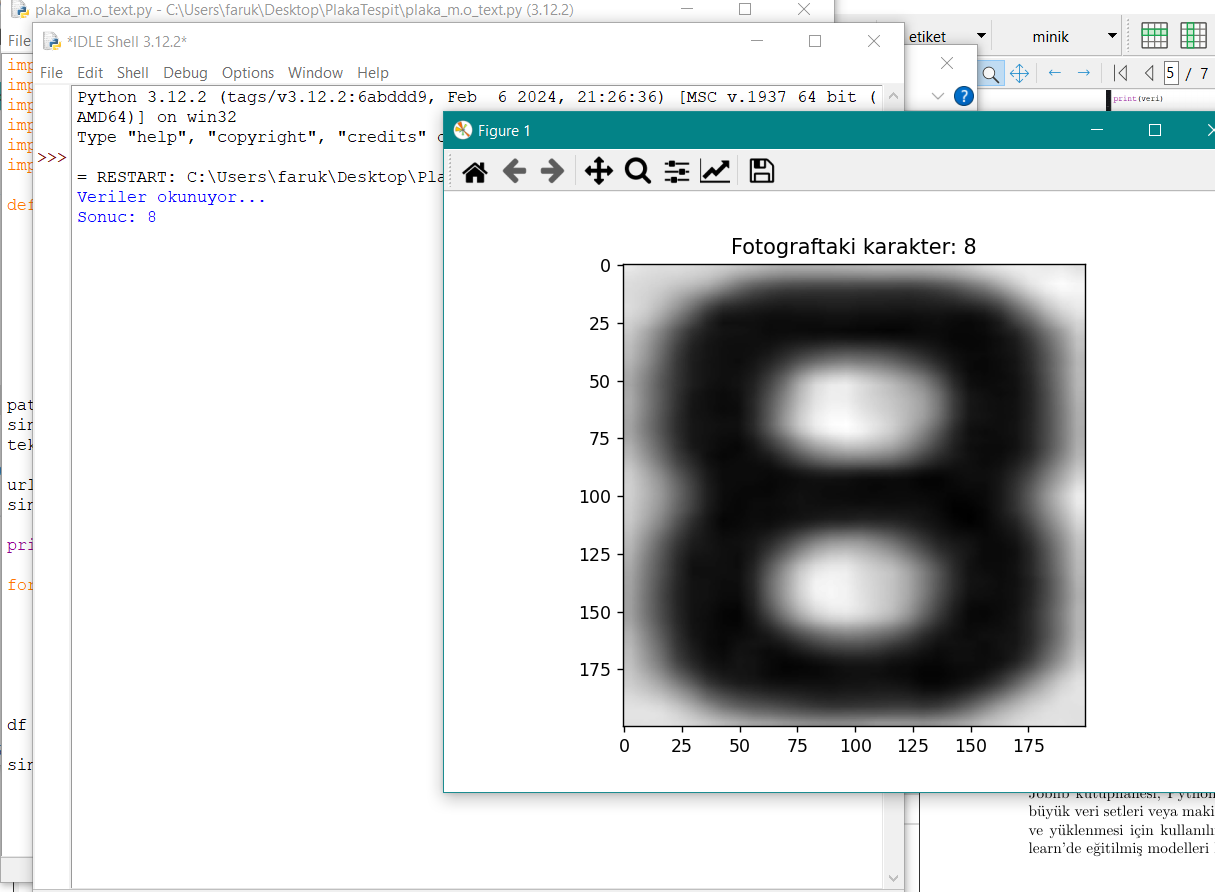 plaka_m.o_text.py - C:\Users\faruk\Desktop\PlakaTespit\plaka_m.o_text.py (3.12.2)
File
*IDLE Shell 3.12.2*
File Edit Shell Debug Options Window Help
Python 3.12.2 (tags/v3.12.2:6abddd9, Feb  6 2024, 21:26:36) [MSC v.1937 64 bit (
AMD64)] on win32
Type "help", "copyright", "credits"
>>>
= RESTART: C:\Users\faruk\Desktop\Pla
Veriler okunuyor...
Sonuc: 8
etiket
minik
5 / 7
print(veri)
Figure 1
Fotograftaki karakter: 8
0
25
50
75
100
125
150
175
8
0 25 50 75 100 125 150 175
imp
imp
imp
imp
imp
imp
def
pat
sin
tek
url
sin
pri
for
df
sin
Joblib kütüphanesi, Python
büyük veri setleri veya maki
ve yüklenmesi için kullanılı
learn'de eğitilmiş modelleri